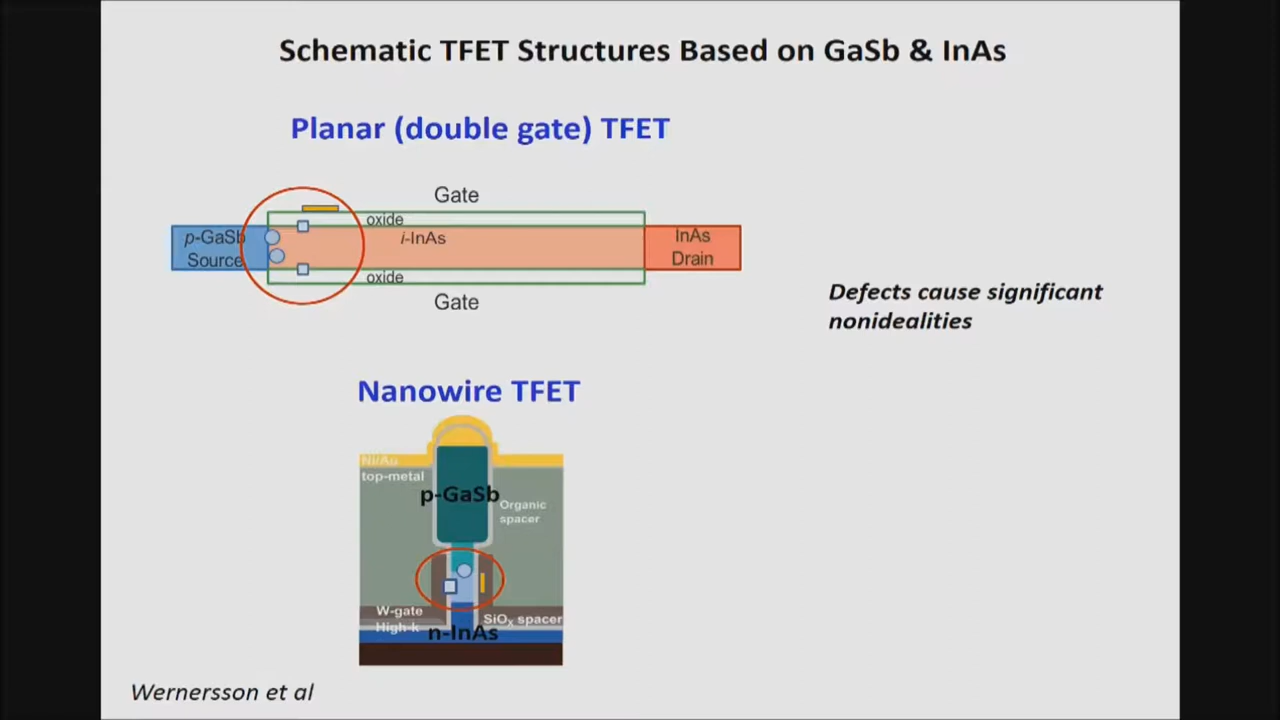 Schematic TFET Structures Based on GaSb & InAs
Planar (double gate) TFET
Gate
oxide
p-GaSb
Source
i-InAs
InAs
Drain
oxide
Gate
Defects cause significant
nonidealities
Nanowire TFET
Ni/Au
top-metal
p-GaSb
Organic
spacer
W-gate
High-k
SiOx spacer
n-InAs
Wernersson et al